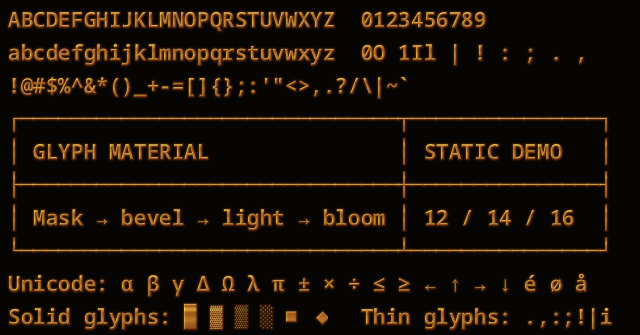 ABCDEFGHIJKLMNOPQRSTUVWXYZ  0123456789
abcdefghijklmnopqrstuvwxyz  0O 1Il | ! : ; . ,
!@#$%^&*()_+-=[]{};:'"<>,.?/\|~`
GLYPH MATERIAL  STATIC DEMO
Mask → bevel → light → bloom  12 / 14 / 16
Unicode: α β γ Δ Ω λ π ± × ÷ ≤ ≥ ← ↑ → ↓ é ø å
Solid glyphs: █ ▓ ▒ ░ ■ ◆  Thin glyphs: .,:;!|i